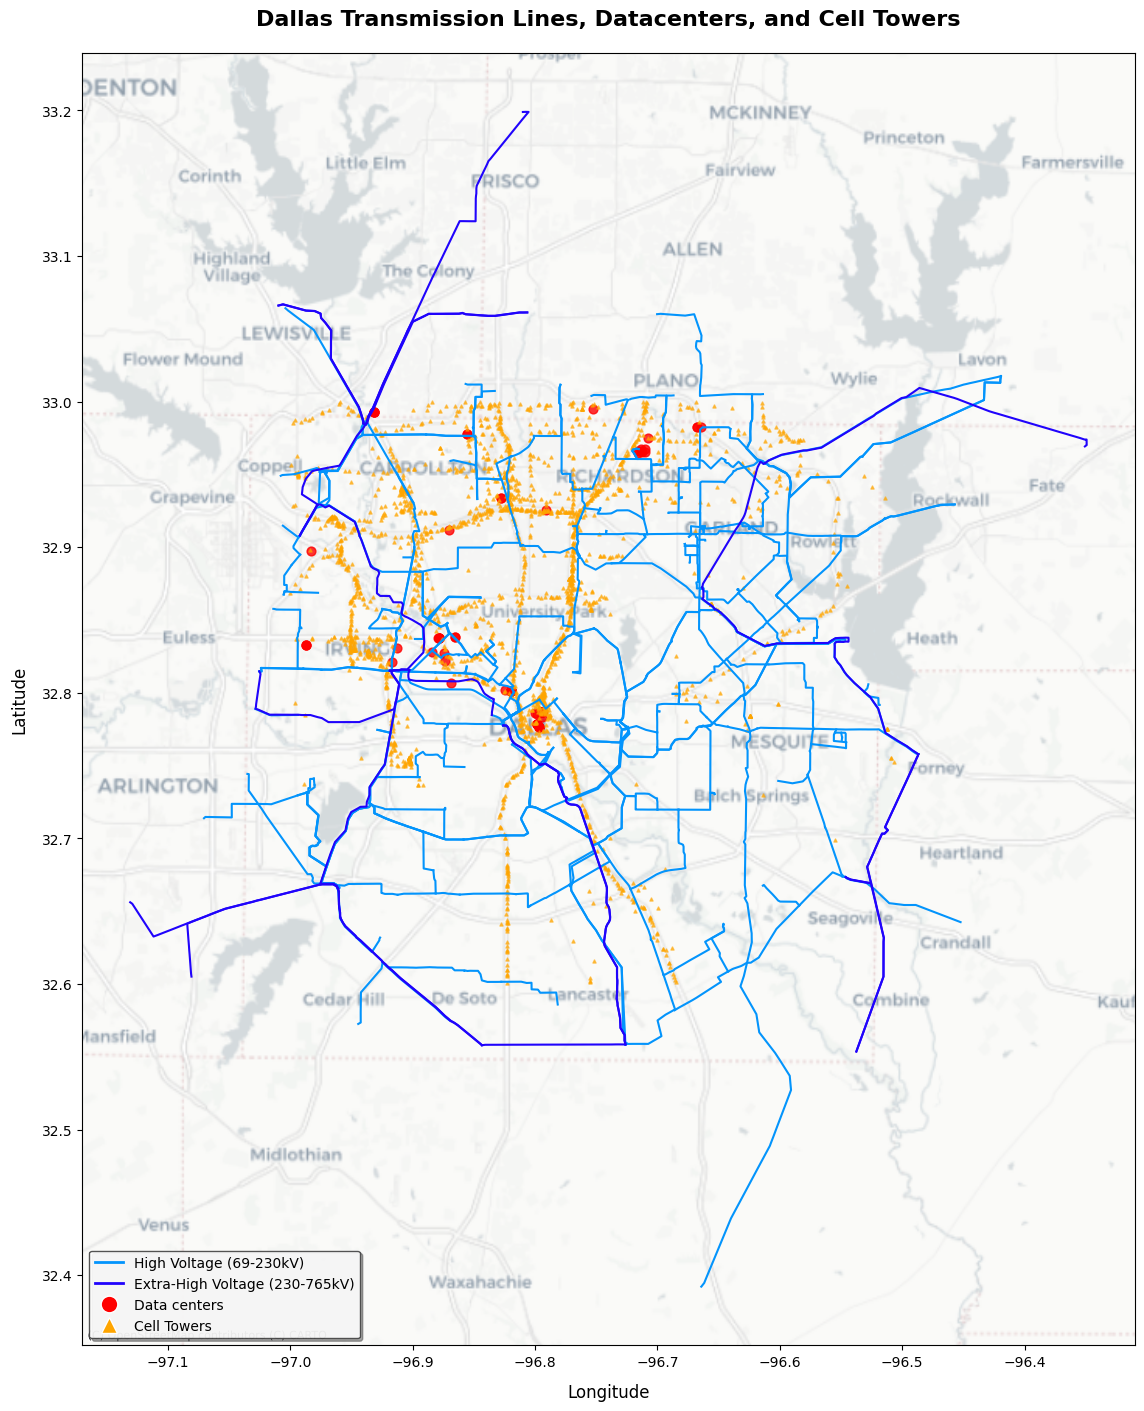 Dallas Transmission Lines, Datacenters, and Cell Towers
Prosper
DENTON
MCKINNEY
Princeton
Little Elm
Farmersville
Corinth
Fairview
FRISCO
ALLEN
Highland
Village
The Colony
LEWISVILLE
Flower Mound
Lavon
PLANO
Wylie
Coppell
CARROLLTON
RICHARDSON
Grapevine
Fate
Rockwall
GARLAND
Rowlett
University Park
Euless
Heath
IRVING
DALLAS
MESQUITE
Forney
ARLINGTON
Balch Springs
Heartland
Seagoville
Crandall
Cedar Hill
De Soto
Lancaster
Combine
Kauf
Mansfield
Midlothian
Venus
Waxahachie
33.2
33.1
33.0
32.9
32.8
32.7
32.6
32.5
32.4
Latitude
−97.1
−97.0
−96.9
−96.8
−96.7
−96.6
−96.5
−96.4
Longitude
High Voltage (69-230kV)
Extra-High Voltage (230-765kV)
Data centers
Cell Towers